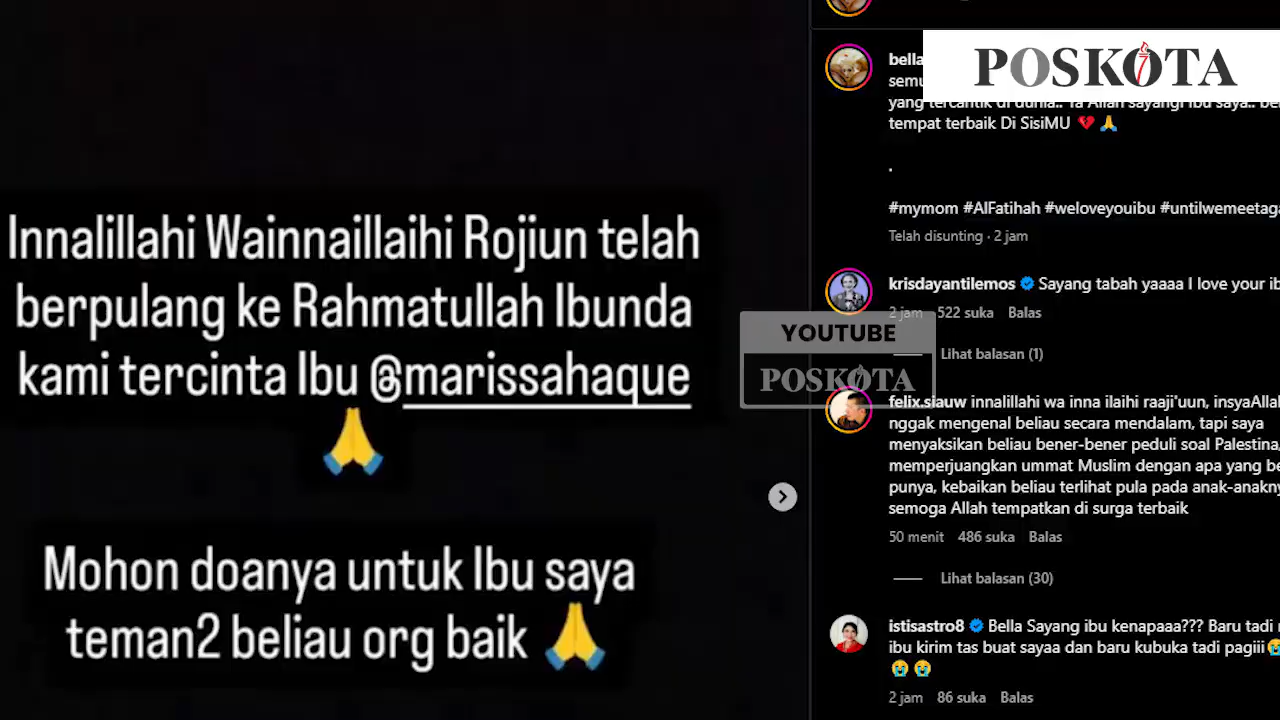 Innalillahi Wainnaillaihi Rojiun telah
berpulang ke Rahmatullah Ibunda
kami tercinta Ibu @marissahaque
🙏
Mohon doanya untuk Ibu saya
teman2 beliau org baik 🙏
POSKOTA
bella
semu
yang tercantik di dunia.. Ya Allah sayangi ibu saya..
tempat terbaik Di SisiMU 💔 🙏
.
#mymom #AlFatihah #weloveyouibu #untilwemeetaga
Telah disunting · 2 jam
krisdayantilemos Sayang tabah yaaaa I love your ib
2 jam 522 suka Balas
Lihat balasan (1)
YOUTUBE
POSKOTA
felix.siauw innalillahi wa inna ilaihi raaji'uun, insyaAlla
nggak mengenal beliau secara mendalam, tapi saya
menyaksikan beliau bener-bener peduli soal Palestina,
memperjuangkan ummat Muslim dengan apa yang be
punya, kebaikan beliau terlihat pula pada anak-anakny
semoga Allah tempatkan di surga terbaik
50 menit 486 suka Balas
Lihat balasan (30)
istisastro8 Bella Sayang ibu kenapaaa??? Baru tadi
ibu kirim tas buat sayaa dan baru kubuka tadi pagiii😭
😭😭
2 jam 86 suka Balas